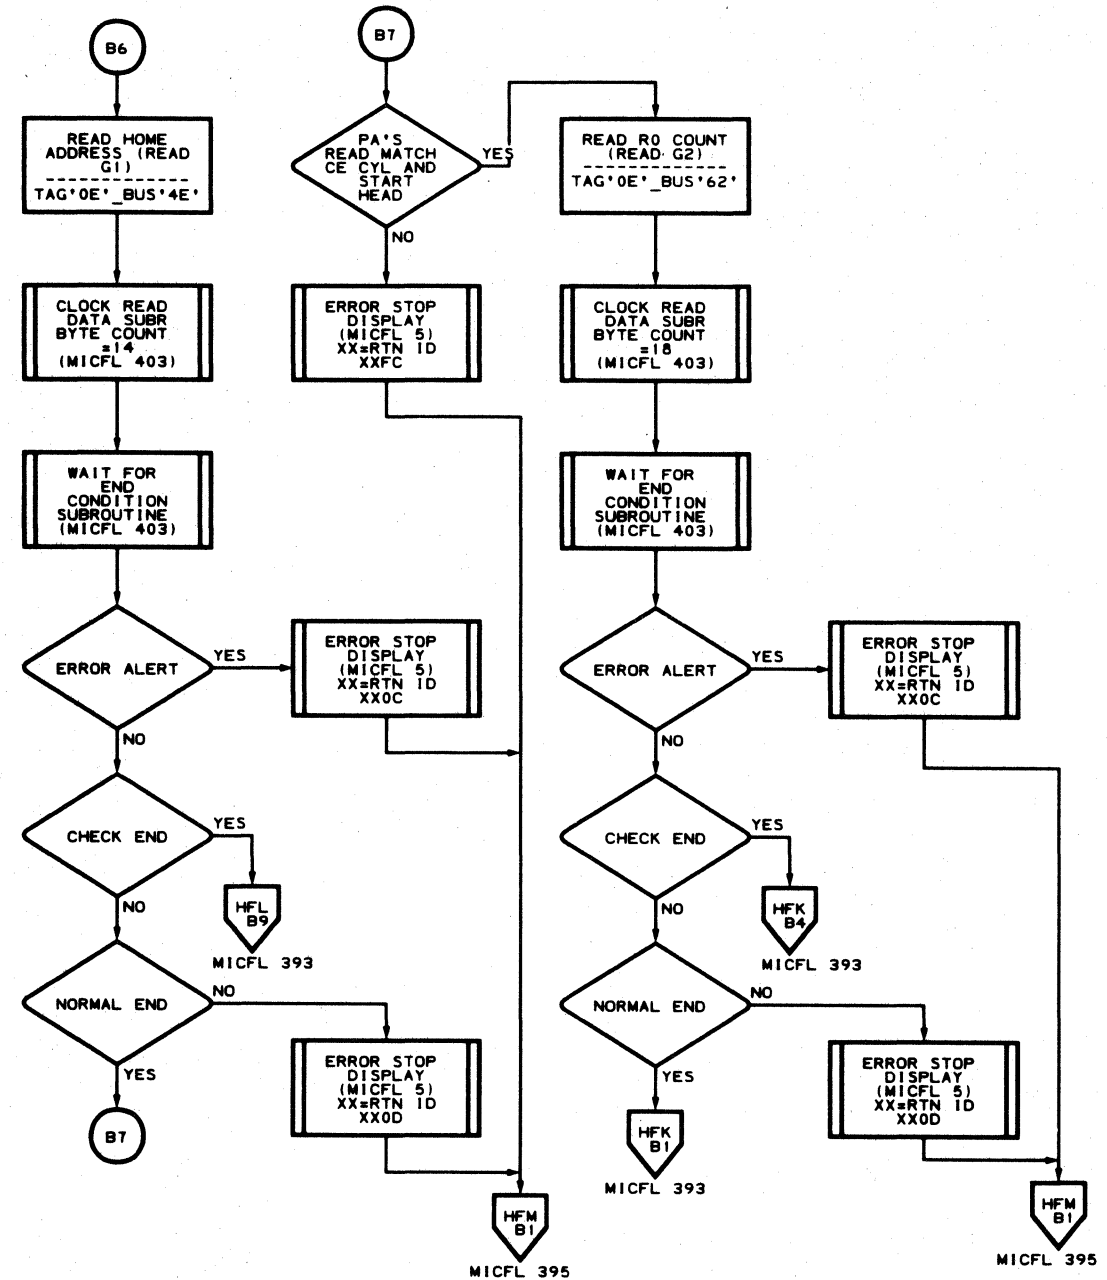 B6
READ HOME
ADDRESS (READ
G1)
TAG'0E'_BUS'4E'
CLOCK READ
DATA SUBR
BYTE COUNT
=14
(MICFL 403)
WAIT FOR
END
CONDITION
SUBROUTINE
(MICFL 403)
ERROR ALERT
YES
NO
ERROR STOP
DISPLAY
(MICFL 5)
XX=RTN ID
XX0C
CHECK END
YES
NO
HFL
B9
MICFL 393
NORMAL END
NO
YES
ERROR STOP
DISPLAY
(MICFL 5)
XX=RTN ID
XX0D
B7
B7
PA'S
READ MATCH
CE CYL AND
START
HEAD
YES
NO
ERROR STOP
DISPLAY
(MICFL 5)
XX=RTN ID
XXFC
HFM
B1
MICFL 395
READ R0 COUNT
(READ G2)
TAG'0E'_BUS'62'
CLOCK READ
DATA SUBR
BYTE COUNT
=18
(MICFL 403)
WAIT FOR
END
CONDITION
SUBROUTINE
(MICFL 403)
ERROR ALERT
YES
NO
ERROR STOP
DISPLAY
(MICFL 5)
XX=RTN ID
XX0C
CHECK END
YES
NO
HFK
B4
MICFL 393
NORMAL END
NO
YES
ERROR STOP
DISPLAY
(MICFL 5)
XX=RTN ID
XX0D
HFK
B1
MICFL 393
HFM
B1
MICFL 395